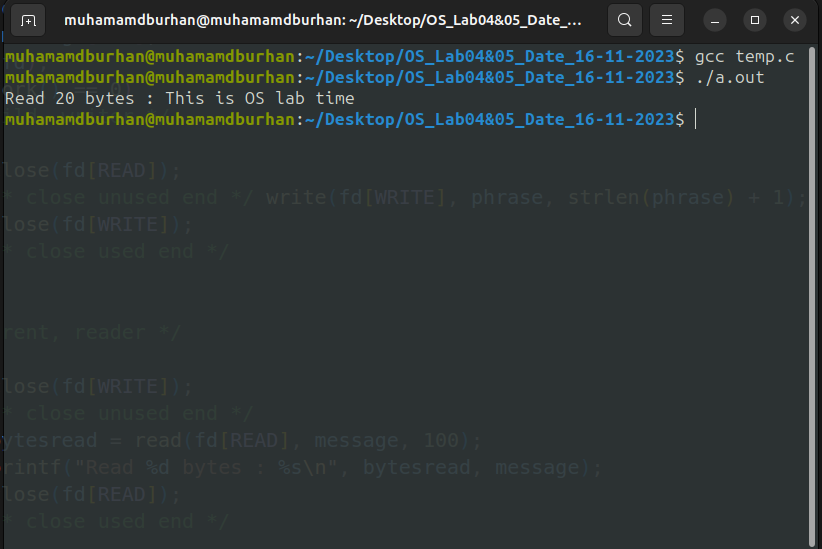 muhamamdburhan@muhamamdburhan: ~/Desktop/OS_Lab04&05_Date_...
muhamamdburhan@muhamamdburhan:~/Desktop/OS_Lab04&05_Date_16-11-2023$ gcc temp.c
muhamamdburhan@muhamamdburhan:~/Desktop/OS_Lab04&05_Date_16-11-2023$ ./a.out
Read 20 bytes : This is OS lab time
muhamamdburhan@muhamamdburhan:~/Desktop/OS_Lab04&05_Date_16-11-2023$
lose(fd[READ]);
* close unused end */ write(fd[WRITE], phrase, strlen(phrase) + 1);
lose(fd[WRITE]);
* close used end */
rent, reader */
lose(fd[WRITE]);
* close unused end */
ytesread = read(fd[READ], message, 100);
rintf("Read %d bytes : %s\n", bytesread, message);
lose(fd[READ]);
* close used end */